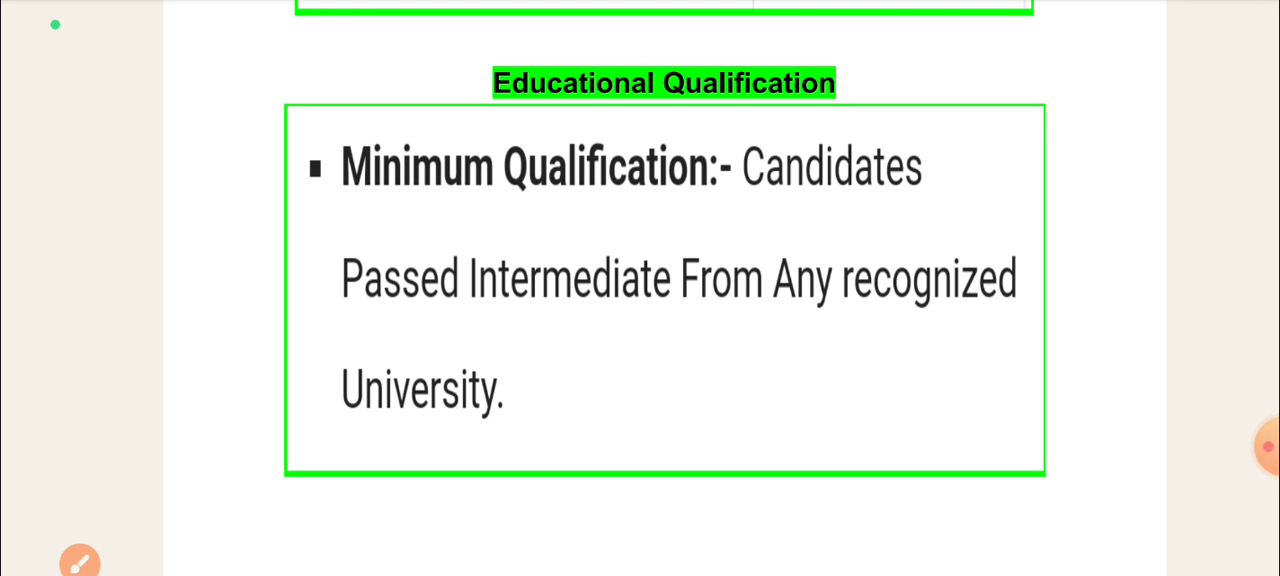 Educational Qualification
▪ Minimum Qualification:- Candidates
Passed Intermediate From Any recognized
University.